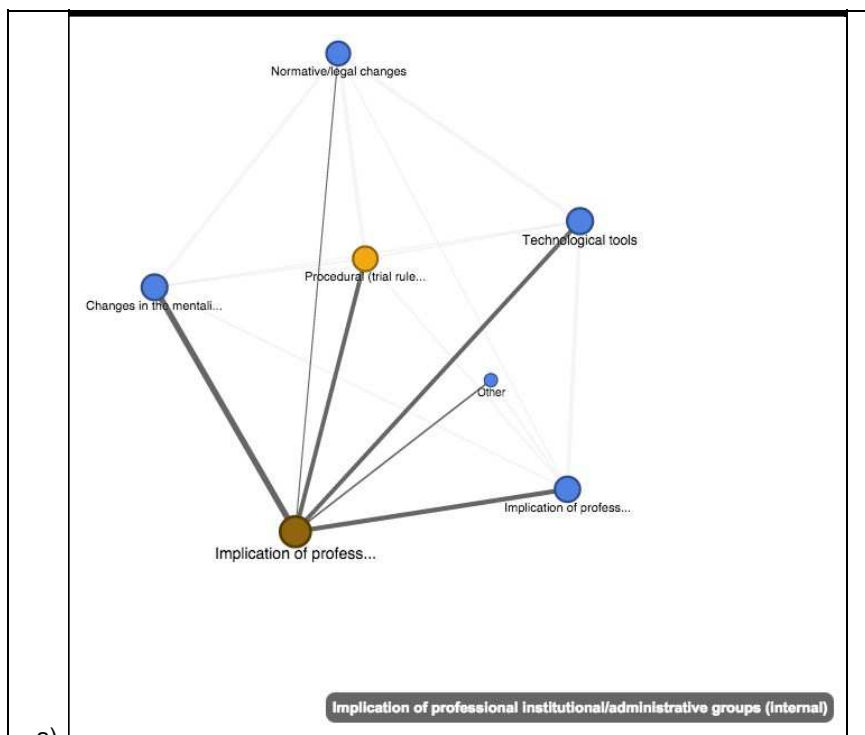 Normative/legal changes
Technological tools
Procedural (trial rule...
Changes in the mentali...
Other
Implication of profess...
Implication of profess...
Implication of professional institutional/administrative groups (internal)